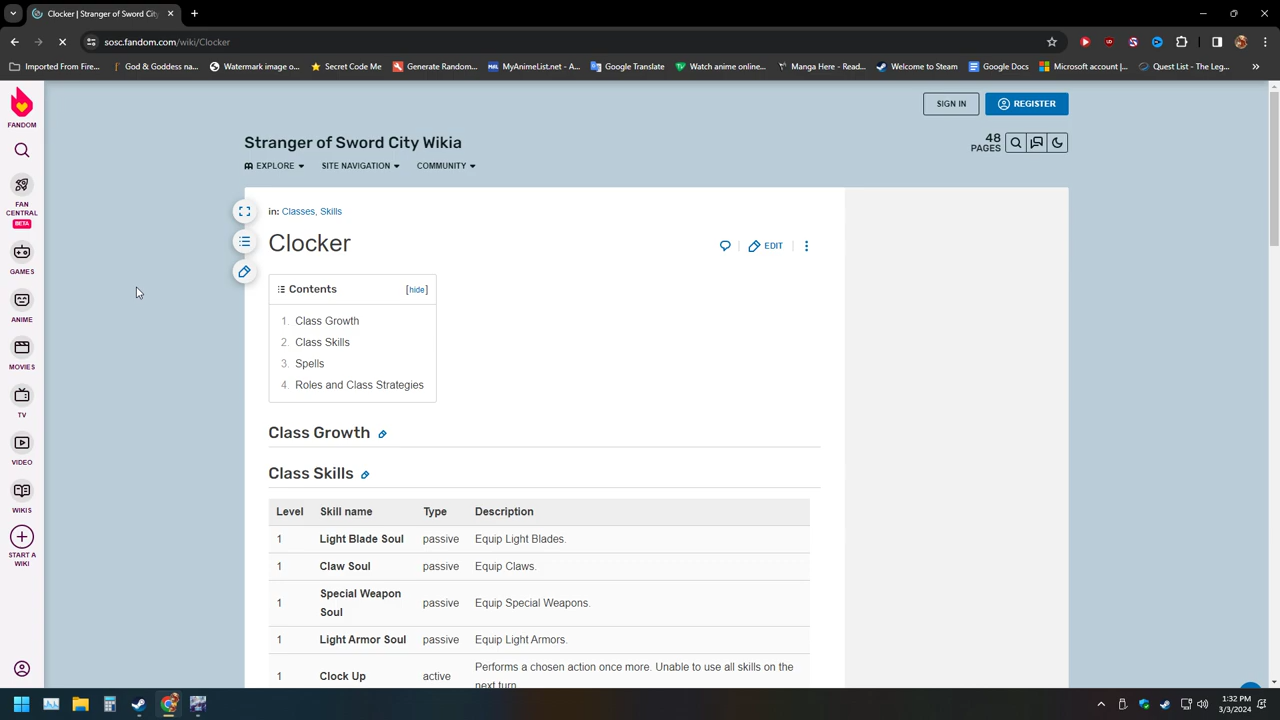 Clocker | Stranger of Sword City
sosc.fandom.com/wiki/Clocker
Imported From Fire...
God & Goddess na...
Watermark image o...
Secret Code Me
Generate Random...
MyAnimeList.net - A...
Google Translate
Watch anime online...
Manga Here - Read...
Welcome to Steam
Google Docs
Microsoft account |...
Quest List - The Leg...
FANDOM
FAN CENTRAL
BETA
GAMES
ANIME
MOVIES
TV
VIDEO
WIKIS
START A WIKI
SIGN IN
REGISTER
Stranger of Sword City Wikia
48 PAGES
EXPLORE
SITE NAVIGATION
COMMUNITY
in: Classes, Skills
Clocker
EDIT
Contents [hide]
1. Class Growth
2. Class Skills
3. Spells
4. Roles and Class Strategies
Class Growth
Class Skills
Level Skill name Type Description
1 Light Blade Soul passive Equip Light Blades.
1 Claw Soul passive Equip Claws.
1 Special Weapon Soul passive Equip Special Weapons.
1 Light Armor Soul passive Equip Light Armors.
1 Clock Up active Performs a chosen action once more. Unable to use all skills on the
next turn.
1:32 PM
3/3/2024